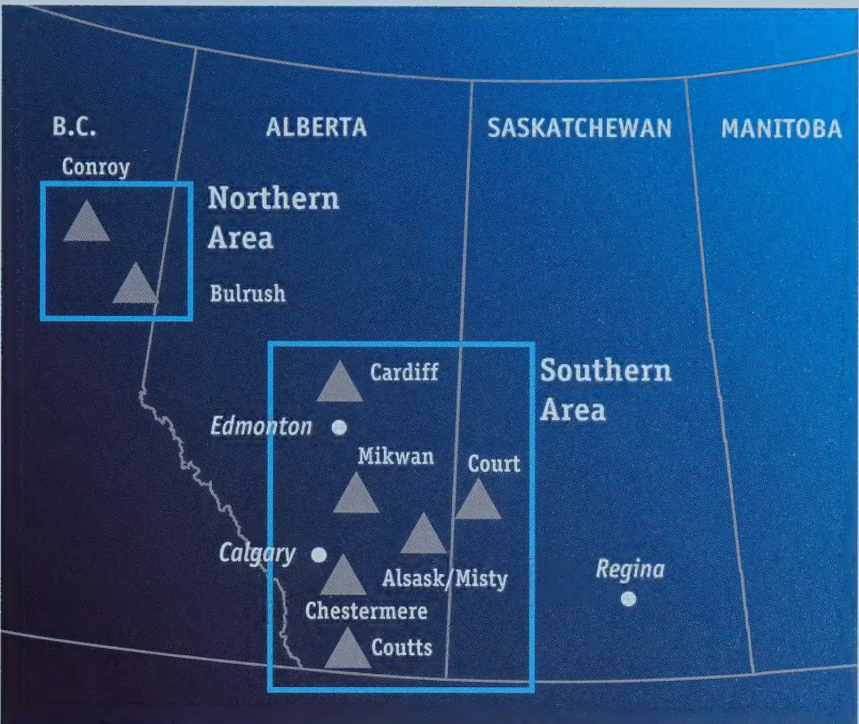 B.C.
ALBERTA
SASKATCHEWAN
MANITOBA
Conroy
Northern
Area
Bulrush
Cardiff
Southern
Area
Edmonton
Mikwan
Court
Calgary
Alsask/Misty
Regina
Chestermere
Coutts